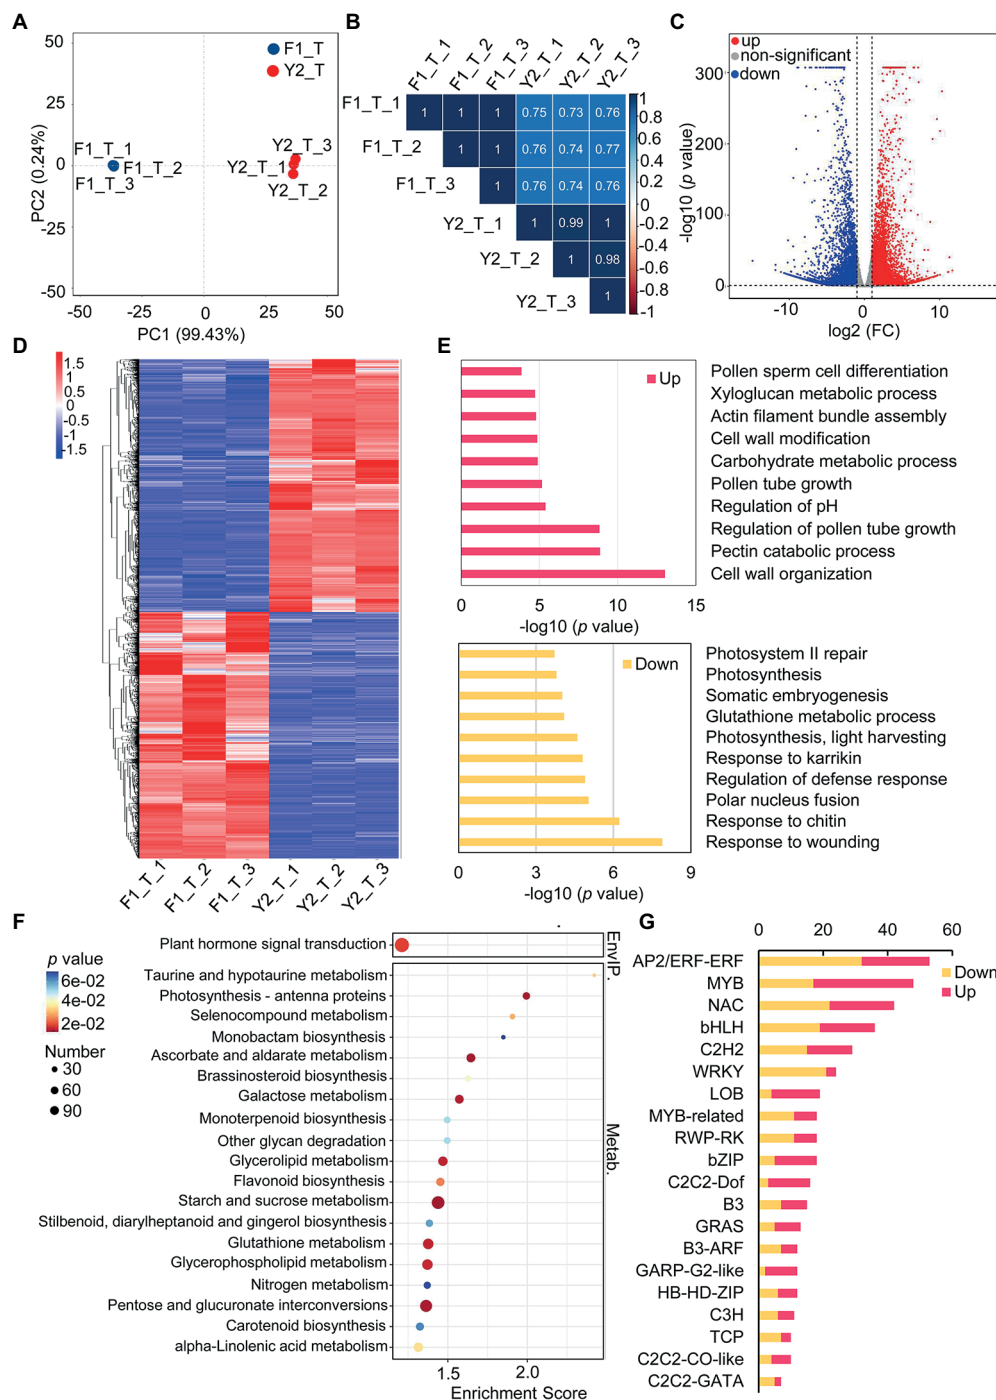 A
50
25
0
-25
-50
-50
-25
0
25
50
PC2 (0.24%)
PC1 (99.43%)
F1_T
Y2_T
F1_T_1
F1_T_2
F1_T_3
Y2_T_3
Y2_T_1
Y2_T_2
B
F1_T_1
F1_T_2
F1_T_3
Y2_T_1
Y2_T_2
Y2_T_3
F1_T_1 1 1 1 0.75 0.73 0.76
F1_T_2 1 1 0.76 0.74 0.77
F1_T_3 1 0.76 0.74 0.76
Y2_T_1 1 0.99 1
Y2_T_2 1 0.98
Y2_T_3 1
1
0.8
0.6
0.4
0.2
0
-0.2
-0.4
-0.6
-0.8
-1
C
up
non-significant
down
300
200
100
0
-log10 (p value)
-10 0 10
log2 (FC)
D
1.5
1
0.5
0
-0.5
-1
-1.5
F1_T_1
F1_T_2
F1_T_3
Y2_T_1
Y2_T_2
Y2_T_3
E
Up
Pollen sperm cell differentiation
Xyloglucan metabolic process
Actin filament bundle assembly
Cell wall modification
Carbohydrate metabolic process
Pollen tube growth
Regulation of pH
Regulation of pollen tube growth
Pectin catabolic process
Cell wall organization
0 5 10 15
-log10 (p value)
Down
Photosystem II repair
Photosynthesis
Somatic embryogenesis
Glutathione metabolic process
Photosynthesis, light harvesting
Response to karrikin
Regulation of defense response
Polar nucleus fusion
Response to chitin
Response to wounding
0 3 6 9
-log10 (p value)
F
p value
6e-02
4e-02
2e-02
Number
30
60
90
Plant hormone signal transduction
Taurine and hypotaurine metabolism
Photosynthesis - antenna proteins
Selenocompound metabolism
Monobactam biosynthesis
Ascorbate and aldarate metabolism
Brassinosteroid biosynthesis
Galactose metabolism
Monoterpenoid biosynthesis
Other glycan degradation
Glycerolipid metabolism
Flavonoid biosynthesis
Starch and sucrose metabolism
Stilbenoid, diarylheptanoid and gingerol biosynthesis
Glutathione metabolism
Glycerophospholipid metabolism
Nitrogen metabolism
Pentose and glucuronate interconversions
Carotenoid biosynthesis
alpha-Linolenic acid metabolism
EnvIP.
Metab.
1.5 2.0
Enrichment Score
G
0 20 40 60
Down
Up
AP2/ERF-ERF
MYB
NAC
bHLH
C2H2
WRKY
LOB
MYB-related
RWP-RK
bZIP
C2C2-Dof
B3
GRAS
B3-ARF
GARP-G2-like
HB-HD-ZIP
C3H
TCP
C2C2-CO-like
C2C2-GATA